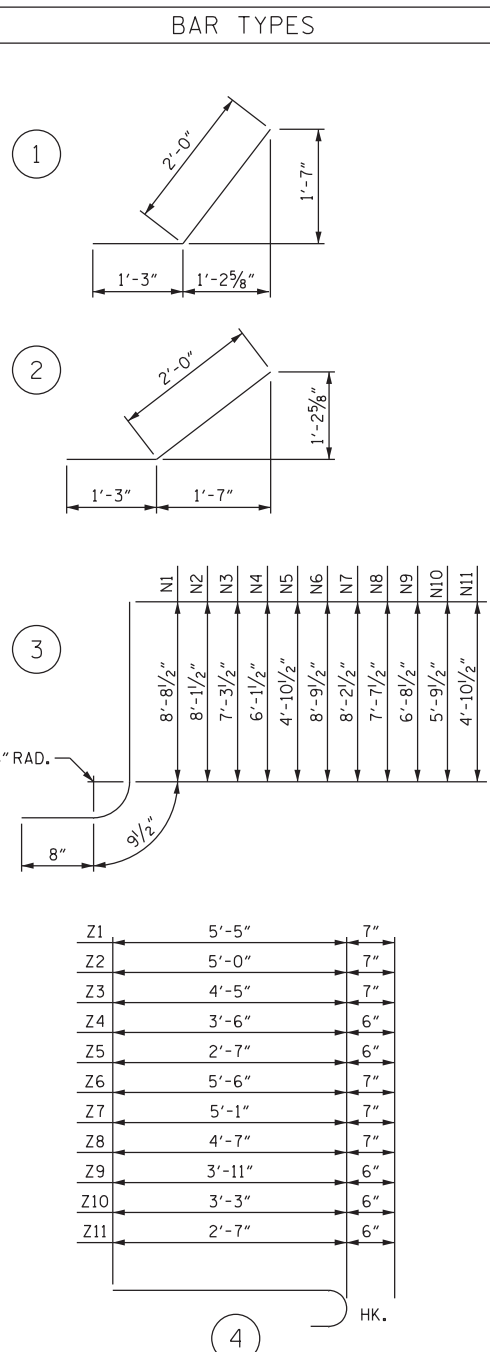 BAR TYPES
1
2'-0"
1'-7"
1'-3" 1'-2⅝"
2
2'-0"
1'-2⅝"
1'-3" 1'-7"
3
N1 N2 N3 N4 N5 N6 N7 N8 N9 N10 N11
8'-8½" 8'-1½" 7'-3½" 6'-1½" 4'-10½" 8'-9½" 8'-2½" 7'-7½" 6'-8½" 5'-9½" 4'-10½"
" RAD.
9½"
8"
Z1 5'-5" 7"
Z2 5'-0" 7"
Z3 4'-5" 7"
Z4 3'-6" 6"
Z5 2'-7" 6"
Z6 5'-6" 7"
Z7 5'-1" 7"
Z8 4'-7" 7"
Z9 3'-11" 6"
Z10 3'-3" 6"
Z11 2'-7" 6"
HK.
4